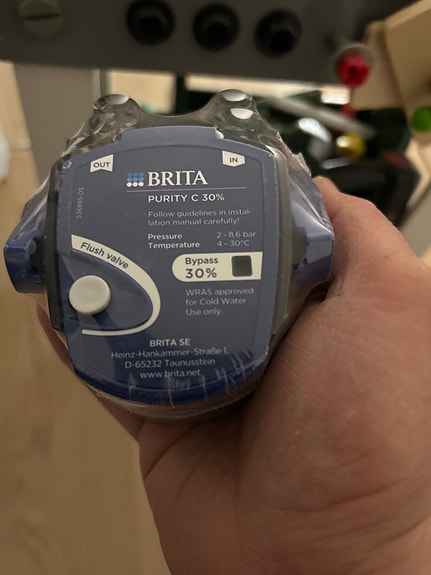 OUT
IN
BRITA
PURITY C 30%
Follow guidelines in instal-
lation manual carefully!
Pressure 2 - 8,6 bar
Temperature 4 - 30°C
Flush valve
Bypass
30%
WRAS approved
for Cold Water
Use only
BRITA SE
Heinz-Hankammer-Straße 1,
D-65232 Taunusstein
www.brita.net